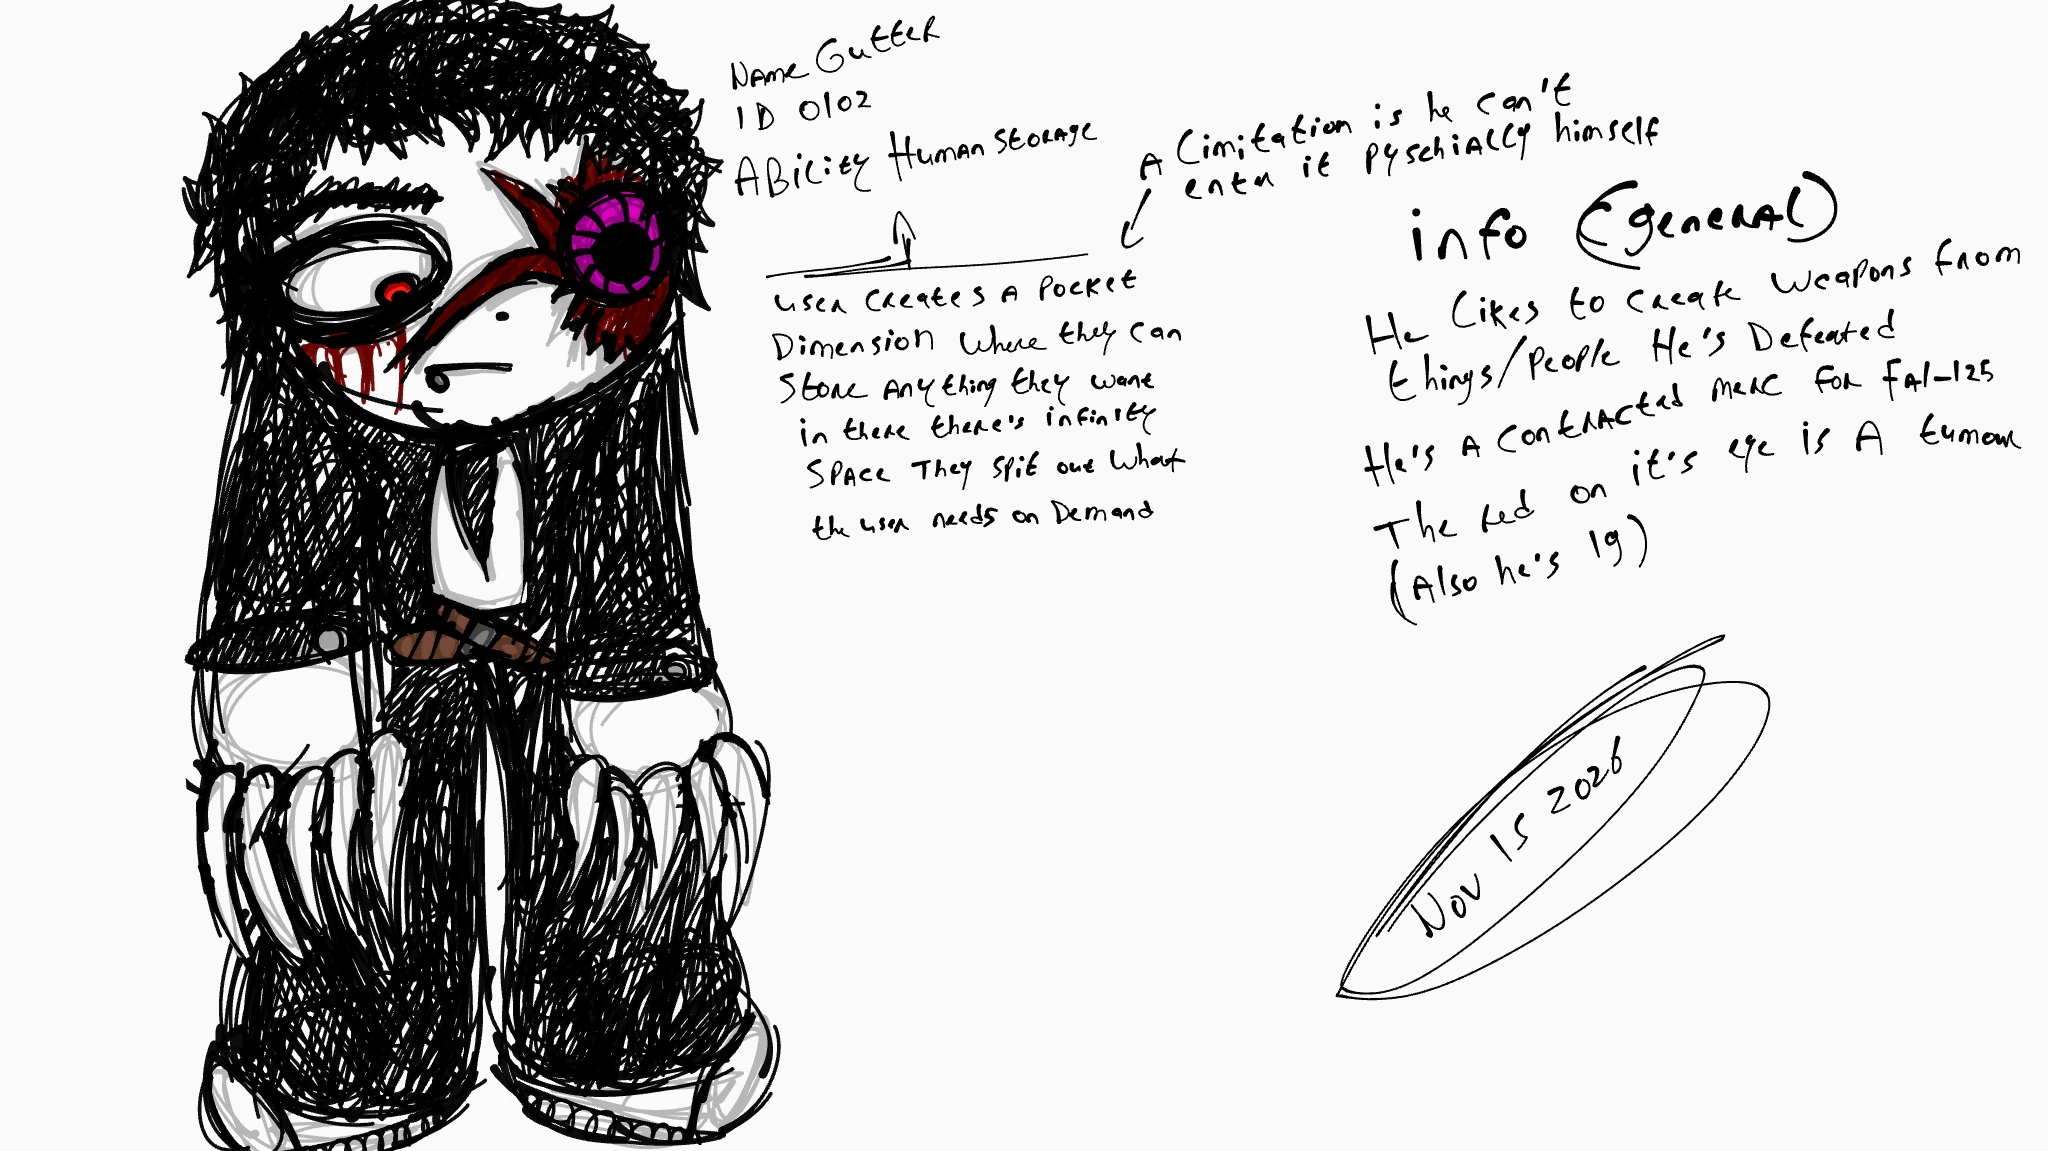 Name Gutter
ID 0102
ABility Human Storage
A Limitation is he can't
enter it pyschially himself
user creates A pocket
Dimension where they can
Store Anything they want
in there there's infinity
Space They spit out what
the user needs on Demand
info (general)
He likes to create weapons from
things/people He's Defeated
He's A contracted merc for FAI-125
The red on it's eye is A tumour
(Also he's 19)
Nov 15 2026